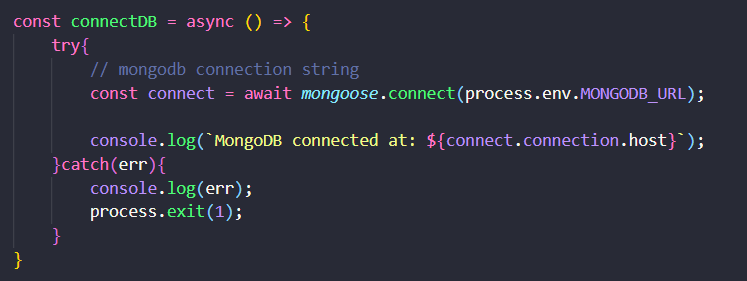 const connectDB = async () => {
    try{
        // mongodb connection string
        const connect = await mongoose.connect(process.env.MONGODB_URL);

        console.log(`MongoDB connected at: ${connect.connection.host}`);
    }catch(err){
        console.log(err);
        process.exit(1);
    }
}